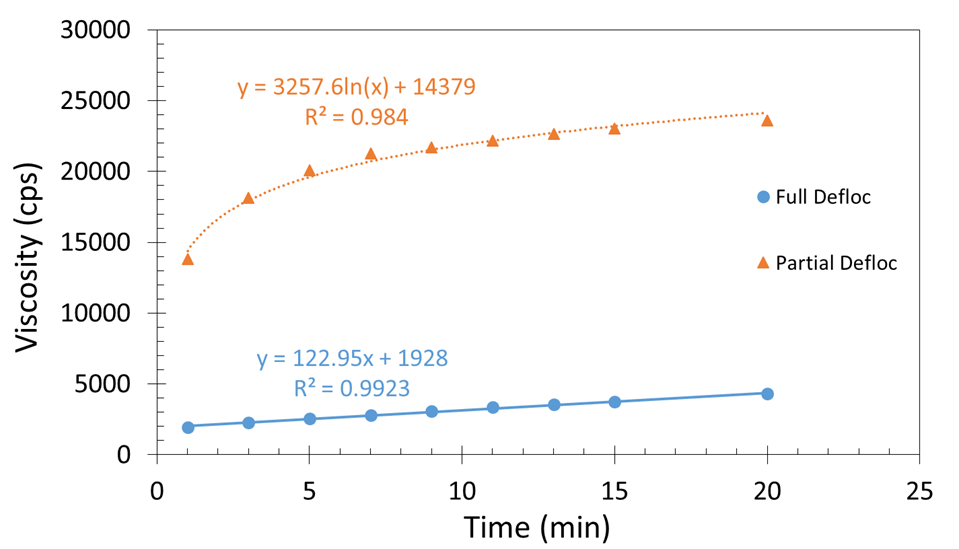 30000
25000
20000
15000
10000
5000
0
Viscosity (cps)
y = 3257.6ln(x) + 14379
R² = 0.984
Full Defloc
Partial Defloc
y = 122.95x + 1928
R² = 0.9923
0 5 10 15 20 25
Time (min)